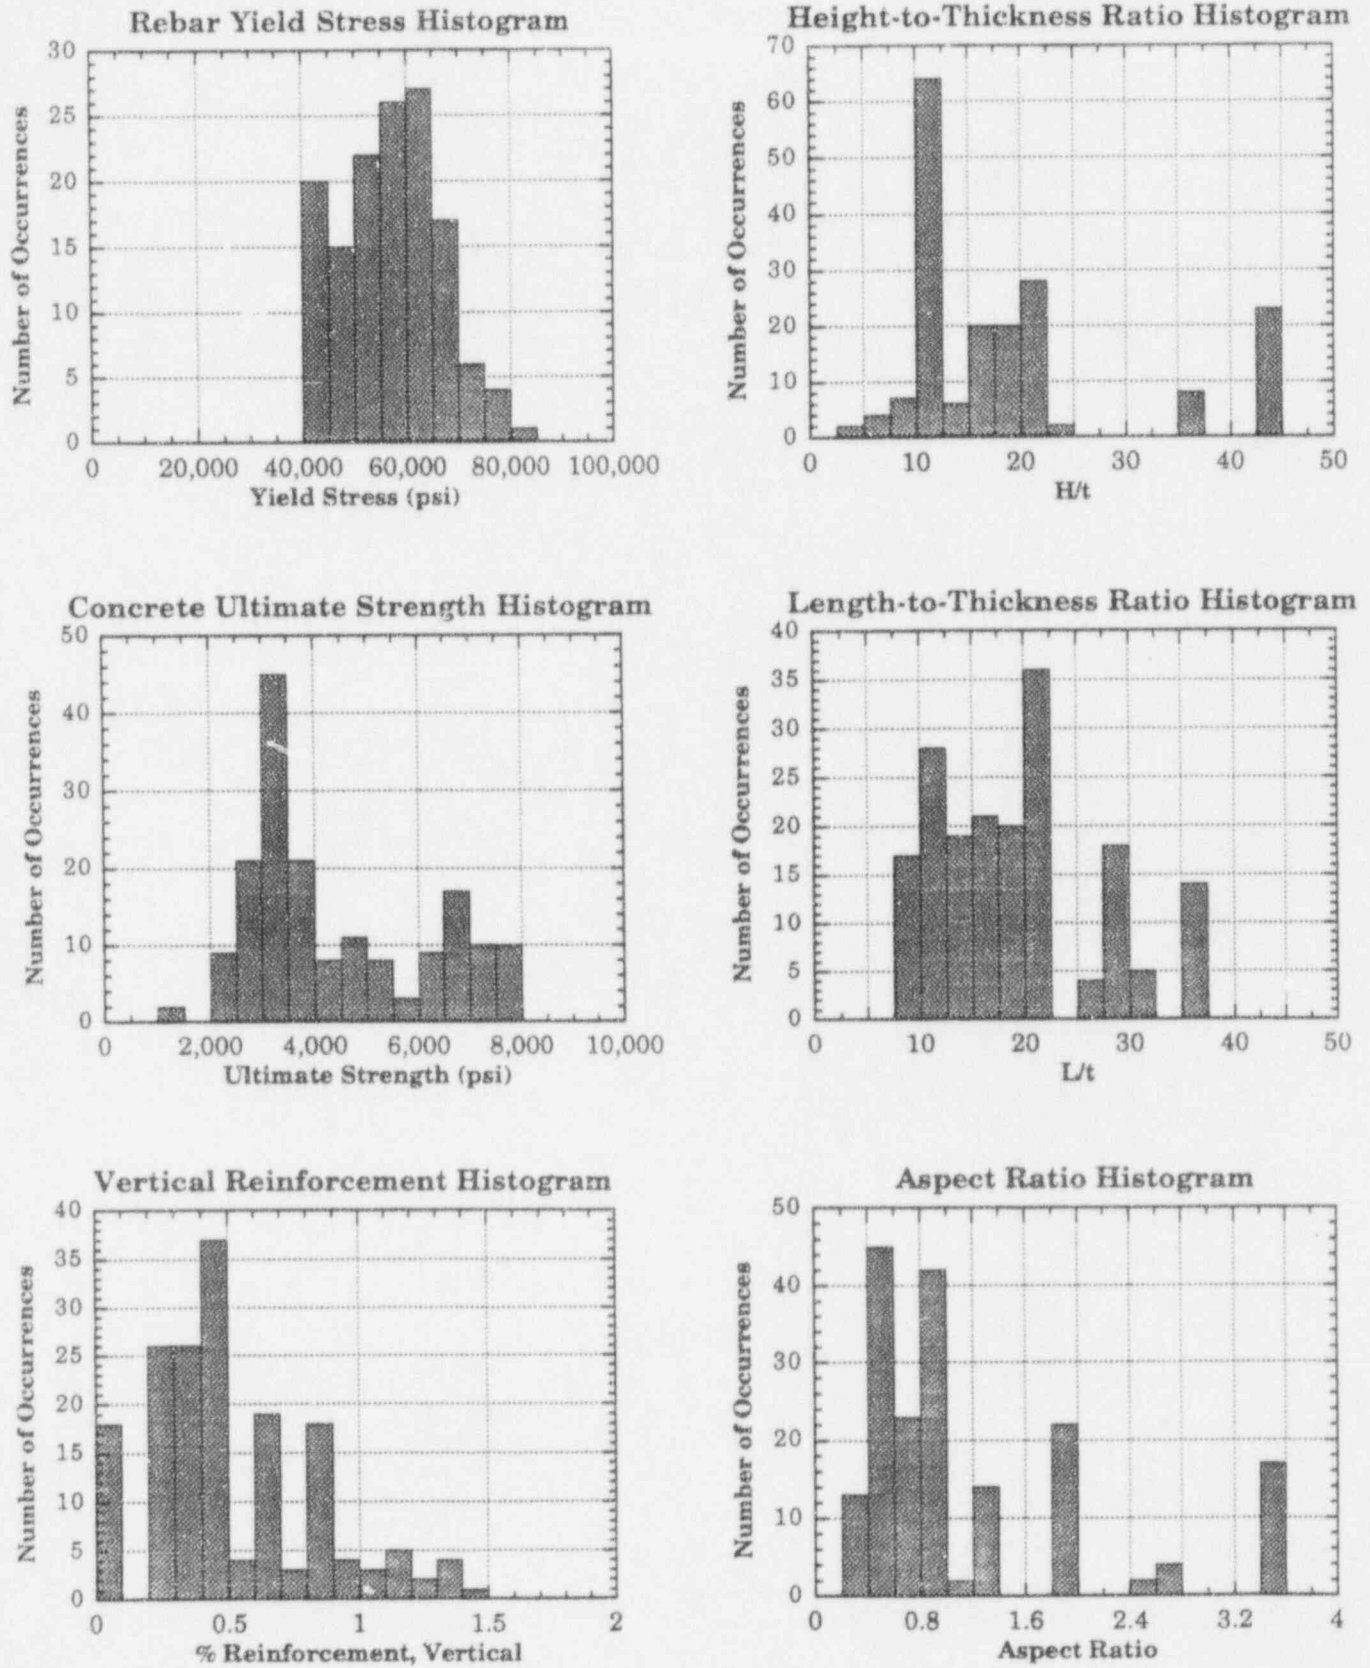 Rebar Yield Stress Histogram
30
25
20
15
10
5
0
Number of Occurrences
0 20,000 40,000 60,000 80,000 100,000
Yield Stress (psi)
Height-to-Thickness Ratio Histogram
70
60
50
40
30
20
10
0
Number of Occurrences
0 10 20 30 40 50
H/t
Concrete Ultimate Strength Histogram
50
40
30
20
10
0
Number of Occurrences
0 2,000 4,000 6,000 8,000 10,000
Ultimate Strength (psi)
Length-to-Thickness Ratio Histogram
40
35
30
25
20
15
10
5
0
Number of Occurrences
0 10 20 30 40 50
L/t
Vertical Reinforcement Histogram
40
35
30
25
20
15
10
5
0
Number of Occurrences
0 0.5 1 1.5 2
% Reinforcement, Vertical
Aspect Ratio Histogram
50
40
30
20
10
0
Number of Occurrences
0 0.8 1.6 2.4 3.2 4
Aspect Ratio